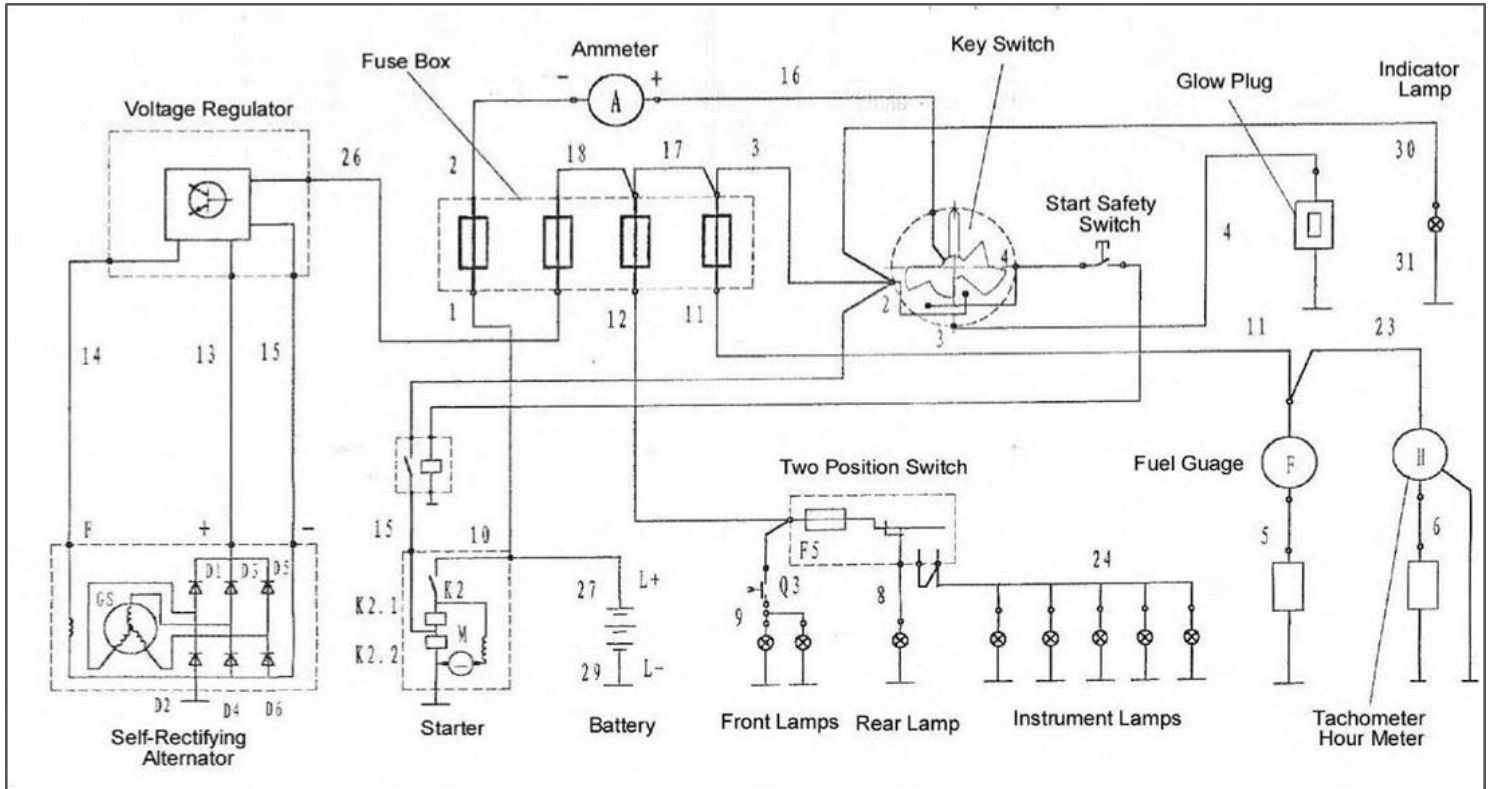 Key Switch
Ammeter
Fuse Box
16
Indicator
Lamp
Glow Plug
Voltage Regulator
- +
A
26
2
18
17
3
30
Start Safety
Switch
4
4
31
2
1
12
11
3
11
23
14
13
15
Two Position Switch
Fuel Guage
F
H
F
+
-
15
10
F5
5
6
D1
D3
D5
GS
K2
27
L+
Q3
8
24
K2.1
M
9
K2.2
29
L-
D2
D4
D6
Self-Rectifying
Alternator
Starter
Battery
Front Lamps
Rear Lamp
Instrument Lamps
Tachometer
Hour Meter